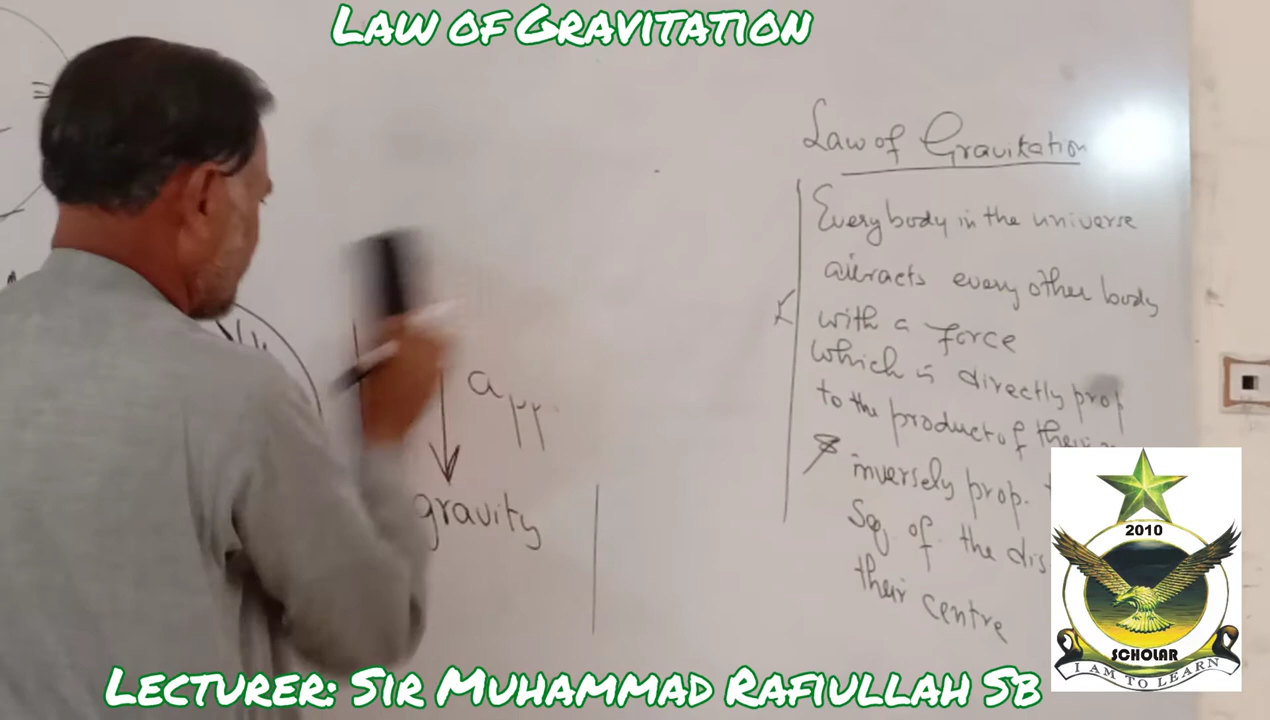 Law of Gravitation
Law of Gravitation
Every body in the universe
attracts every other body
with a force
which is directly prop
to the product of their
& inversely prop.
Sq. of the dis
their centre
app
gravity
2010
SCHOLAR
I AM TO LEARN
Lecturer: Sir Muhammad Rafiullah Sb